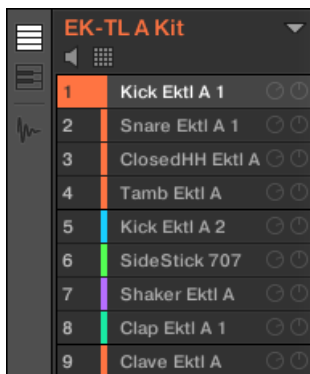 EK-TL A Kit
1 Kick Ektl A 1
2 Snare Ektl A 1
3 ClosedHH Ektl A
4 Tamb Ektl A
5 Kick Ektl A 2
6 SideStick 707
7 Shaker Ektl A
8 Clap Ektl A 1
9 Clave Ektl A